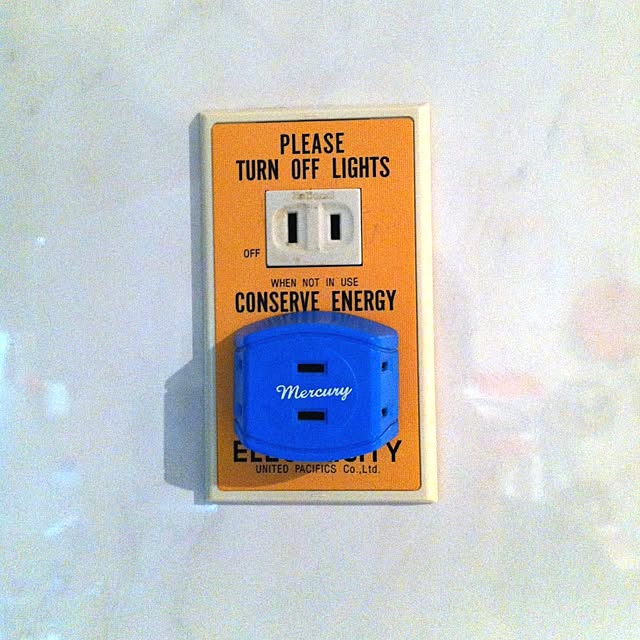 PLEASE
TURN OFF LIGHTS
OFF
WHEN NOT IN USE
CONSERVE ENERGY
Mercury
UNITED PACIFICS Co.,Ltd.